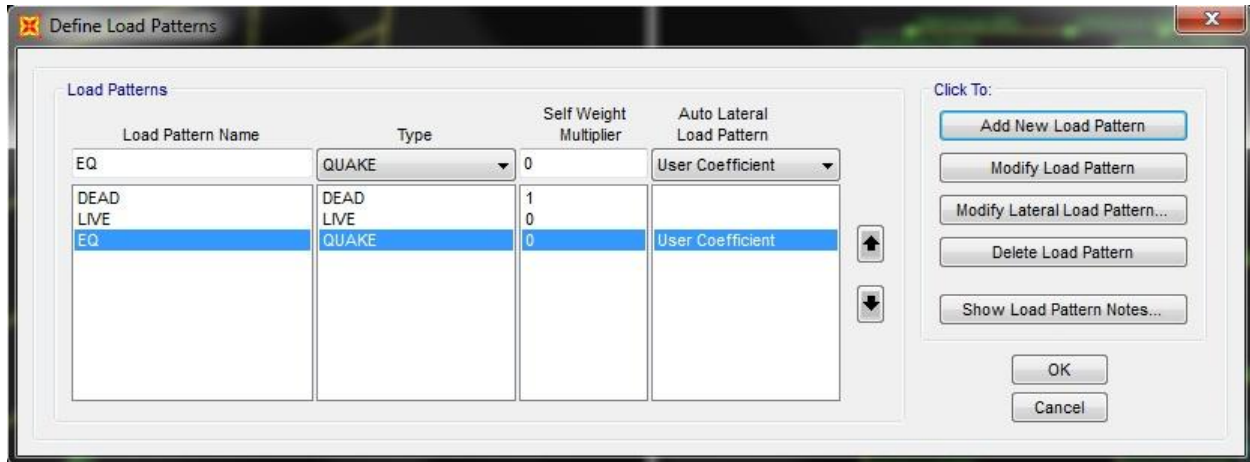 Define Load Patterns
Load Patterns
Load Pattern Name Type Self Weight Multiplier Auto Lateral Load Pattern
EQ QUAKE 0 User Coefficient
DEAD DEAD 1
LIVE LIVE 0
EQ QUAKE 0 User Coefficient
Click To:
Add New Load Pattern
Modify Load Pattern
Modify Lateral Load Pattern...
Delete Load Pattern
Show Load Pattern Notes...
OK
Cancel